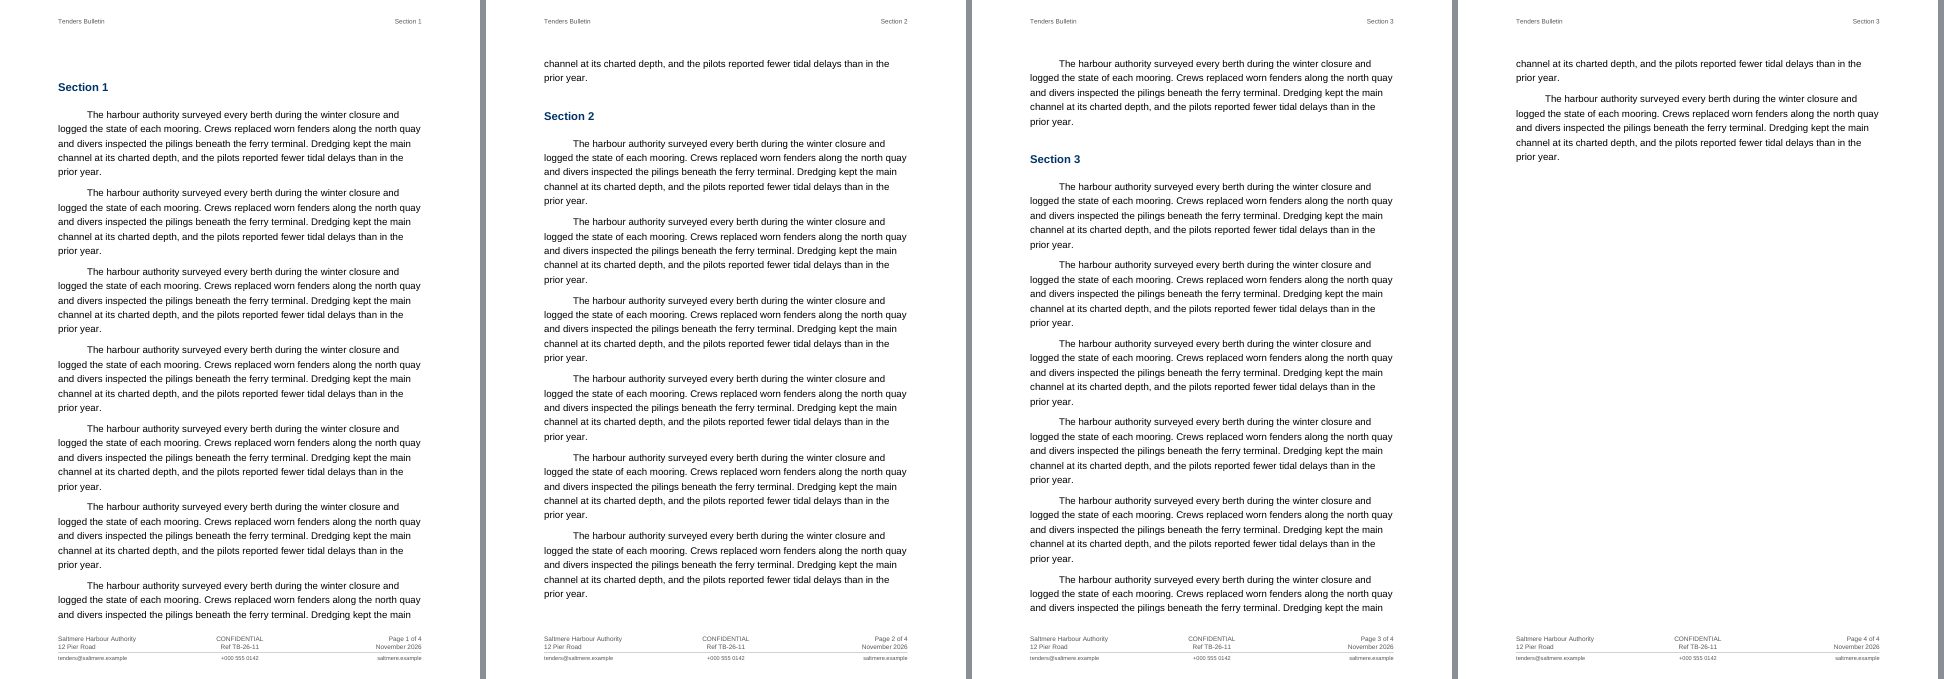 Tenders Bulletin Section 1
Section 1
The harbour authority surveyed every berth during the winter closure and
logged the state of each mooring. Crews replaced worn fenders along the north quay
and divers inspected the pilings beneath the ferry terminal. Dredging kept the main
channel at its charted depth, and the pilots reported fewer tidal delays than in the
prior year.
The harbour authority surveyed every berth during the winter closure and
logged the state of each mooring. Crews replaced worn fenders along the north quay
and divers inspected the pilings beneath the ferry terminal. Dredging kept the main
channel at its charted depth, and the pilots reported fewer tidal delays than in the
prior year.
The harbour authority surveyed every berth during the winter closure and
logged the state of each mooring. Crews replaced worn fenders along the north quay
and divers inspected the pilings beneath the ferry terminal. Dredging kept the main
channel at its charted depth, and the pilots reported fewer tidal delays than in the
prior year.
The harbour authority surveyed every berth during the winter closure and
logged the state of each mooring. Crews replaced worn fenders along the north quay
and divers inspected the pilings beneath the ferry terminal. Dredging kept the main
channel at its charted depth, and the pilots reported fewer tidal delays than in the
prior year.
The harbour authority surveyed every berth during the winter closure and
logged the state of each mooring. Crews replaced worn fenders along the north quay
and divers inspected the pilings beneath the ferry terminal. Dredging kept the main
channel at its charted depth, and the pilots reported fewer tidal delays than in the
prior year.
The harbour authority surveyed every berth during the winter closure and
logged the state of each mooring. Crews replaced worn fenders along the north quay
and divers inspected the pilings beneath the ferry terminal. Dredging kept the main
channel at its charted depth, and the pilots reported fewer tidal delays than in the
prior year.
The harbour authority surveyed every berth during the winter closure and
logged the state of each mooring. Crews replaced worn fenders along the north quay
and divers inspected the pilings beneath the ferry terminal. Dredging kept the main
Saltmere Harbour Authority CONFIDENTIAL Page 1 of 4
12 Pier Road Ref TB-26-11 November 2026
tenders@saltmere.example +000 555 0142 saltmere.example
Tenders Bulletin Section 2
channel at its charted depth, and the pilots reported fewer tidal delays than in the
prior year.
Section 2
The harbour authority surveyed every berth during the winter closure and
logged the state of each mooring. Crews replaced worn fenders along the north quay
and divers inspected the pilings beneath the ferry terminal. Dredging kept the main
channel at its charted depth, and the pilots reported fewer tidal delays than in the
prior year.
The harbour authority surveyed every berth during the winter closure and
logged the state of each mooring. Crews replaced worn fenders along the north quay
and divers inspected the pilings beneath the ferry terminal. Dredging kept the main
channel at its charted depth, and the pilots reported fewer tidal delays than in the
prior year.
The harbour authority surveyed every berth during the winter closure and
logged the state of each mooring. Crews replaced worn fenders along the north quay
and divers inspected the pilings beneath the ferry terminal. Dredging kept the main
channel at its charted depth, and the pilots reported fewer tidal delays than in the
prior year.
The harbour authority surveyed every berth during the winter closure and
logged the state of each mooring. Crews replaced worn fenders along the north quay
and divers inspected the pilings beneath the ferry terminal. Dredging kept the main
channel at its charted depth, and the pilots reported fewer tidal delays than in the
prior year.
The harbour authority surveyed every berth during the winter closure and
logged the state of each mooring. Crews replaced worn fenders along the north quay
and divers inspected the pilings beneath the ferry terminal. Dredging kept the main
channel at its charted depth, and the pilots reported fewer tidal delays than in the
prior year.
The harbour authority surveyed every berth during the winter closure and
logged the state of each mooring. Crews replaced worn fenders along the north quay
and divers inspected the pilings beneath the ferry terminal. Dredging kept the main
channel at its charted depth, and the pilots reported fewer tidal delays than in the
prior year.
Saltmere Harbour Authority CONFIDENTIAL Page 2 of 4
12 Pier Road Ref TB-26-11 November 2026
tenders@saltmere.example +000 555 0142 saltmere.example
Tenders Bulletin Section 3
The harbour authority surveyed every berth during the winter closure and
logged the state of each mooring. Crews replaced worn fenders along the north quay
and divers inspected the pilings beneath the ferry terminal. Dredging kept the main
channel at its charted depth, and the pilots reported fewer tidal delays than in the
prior year.
Section 3
The harbour authority surveyed every berth during the winter closure and
logged the state of each mooring. Crews replaced worn fenders along the north quay
and divers inspected the pilings beneath the ferry terminal. Dredging kept the main
channel at its charted depth, and the pilots reported fewer tidal delays than in the
prior year.
The harbour authority surveyed every berth during the winter closure and
logged the state of each mooring. Crews replaced worn fenders along the north quay
and divers inspected the pilings beneath the ferry terminal. Dredging kept the main
channel at its charted depth, and the pilots reported fewer tidal delays than in the
prior year.
The harbour authority surveyed every berth during the winter closure and
logged the state of each mooring. Crews replaced worn fenders along the north quay
and divers inspected the pilings beneath the ferry terminal. Dredging kept the main
channel at its charted depth, and the pilots reported fewer tidal delays than in the
prior year.
The harbour authority surveyed every berth during the winter closure and
logged the state of each mooring. Crews replaced worn fenders along the north quay
and divers inspected the pilings beneath the ferry terminal. Dredging kept the main
channel at its charted depth, and the pilots reported fewer tidal delays than in the
prior year.
The harbour authority surveyed every berth during the winter closure and
logged the state of each mooring. Crews replaced worn fenders along the north quay
and divers inspected the pilings beneath the ferry terminal. Dredging kept the main
channel at its charted depth, and the pilots reported fewer tidal delays than in the
prior year.
The harbour authority surveyed every berth during the winter closure and
logged the state of each mooring. Crews replaced worn fenders along the north quay
and divers inspected the pilings beneath the ferry terminal. Dredging kept the main
Saltmere Harbour Authority CONFIDENTIAL Page 3 of 4
12 Pier Road Ref TB-26-11 November 2026
tenders@saltmere.example +000 555 0142 saltmere.example
Tenders Bulletin Section 3
channel at its charted depth, and the pilots reported fewer tidal delays than in the
prior year.
The harbour authority surveyed every berth during the winter closure and
logged the state of each mooring. Crews replaced worn fenders along the north quay
and divers inspected the pilings beneath the ferry terminal. Dredging kept the main
channel at its charted depth, and the pilots reported fewer tidal delays than in the
prior year.
Saltmere Harbour Authority CONFIDENTIAL Page 4 of 4
12 Pier Road Ref TB-26-11 November 2026
tenders@saltmere.example +000 555 0142 saltmere.example